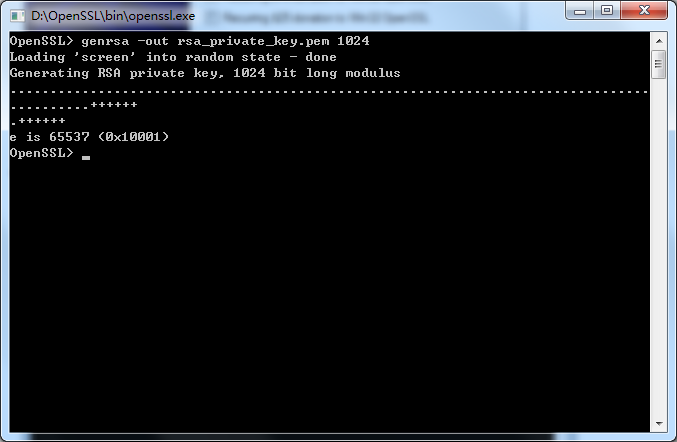 D:\OpenSSL\bin\openssl.exe
OpenSSL> genrsa -out rsa_private_key.pem 1024
Loading 'screen' into random state - done
Generating RSA private key, 1024 bit long modulus
................................................................................
..........++++++
.++++++
e is 65537 (0x10001)
OpenSSL>